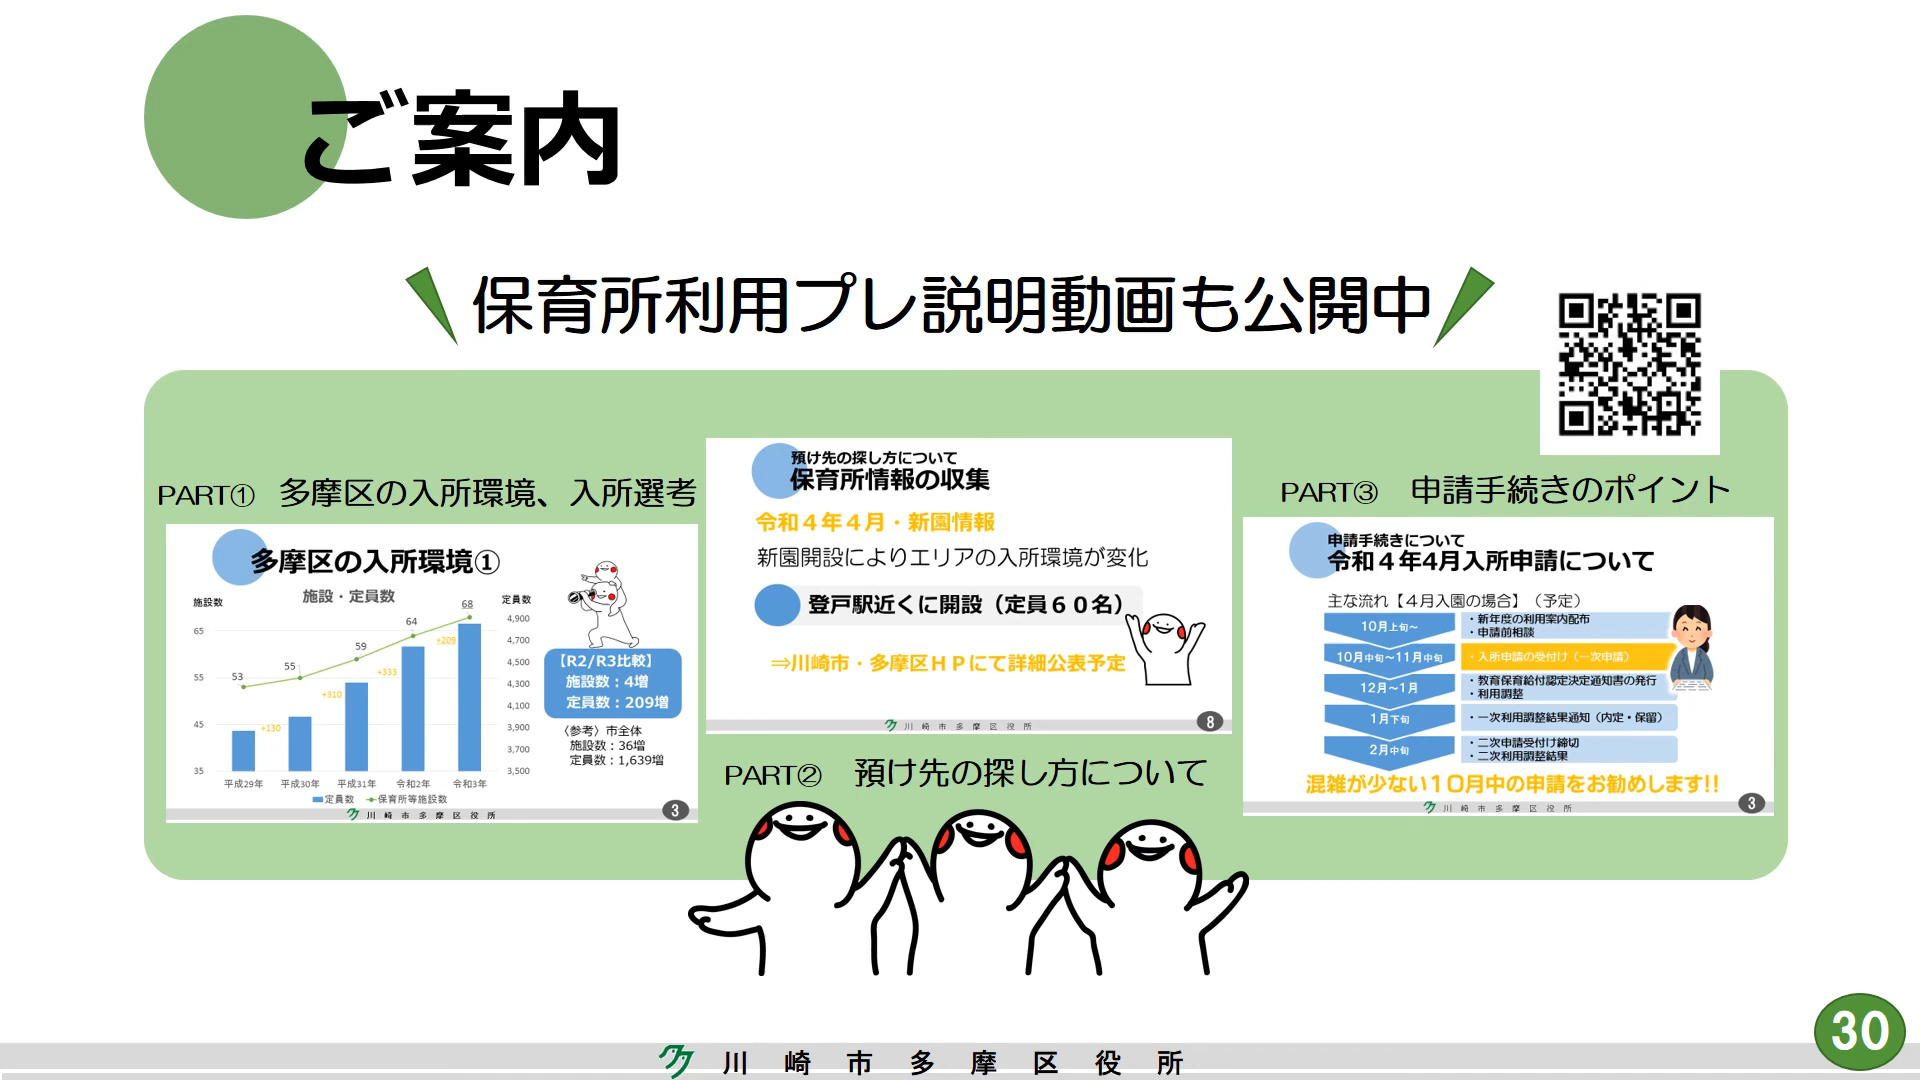 ご案内
保育所利用プレ説明動画も公開中
PART① 多摩区の入所環境、入所選考
多摩区の入所環境①
施設・定員数
施設数
定員数
65
55
45
35
4,900
4,700
4,500
4,300
4,100
3,900
3,700
3,500
53
55
59
64
68
+130
+310
+333
+209
平成29年 平成30年 平成31年 令和2年 令和3年
定員数 保育所等施設数
【R2/R3比較】
施設数：4増
定員数：209増
〈参考〉市全体
施設数：36増
定員数：1,639増
川崎市多摩区役所
3
預け先の探し方について
保育所情報の収集
令和４年４月・新園情報
新園開設によりエリアの入所環境が変化
登戸駅近くに開設（定員６０名）
⇒川崎市・多摩区ＨＰにて詳細公表予定
川崎市多摩区役所
8
PART② 預け先の探し方について
PART③ 申請手続きのポイント
申請手続きについて
令和４年4月入所申請について
主な流れ【４月入園の場合】（予定）
10月上旬～
・新年度の利用案内配布
・申請前相談
10月中旬～11月中旬
・入所申請の受付け（一次申請）
12月～1月
・教育保育給付認定決定通知書の発行
・利用調整
1月下旬
・一次利用調整結果通知（内定・保留）
2月中旬
・二次申請受付け締切
・二次利用調整結果
混雑が少ない１０月中の申請をお勧めします!!
川崎市多摩区役所
3
川崎市多摩区役所
30